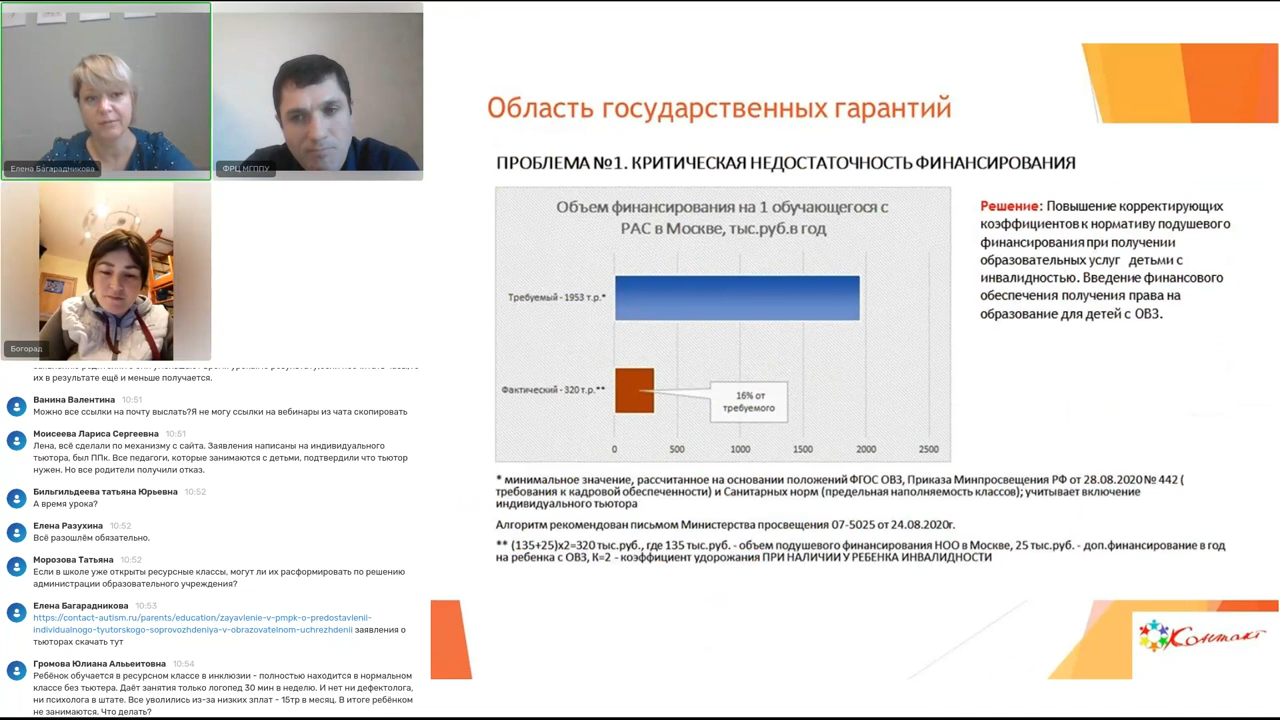 Елена Багарадникова
ФРЦ МГППУ
Богорад
их в результате ещё и меньше получается.
Ванина Валентина 10:51
Можно все ссылки на почту выслать?Я не могу ссылки на вебинары из чата скопировать
Моисеева Лариса Сергеевна 10:51
Лена, всё сделали по механизму с сайта. Заявления написаны на индивидуального
тьютора, был ППк. Все педагоги, которые занимаются с детьми, подтвердили что тьютор
нужен. Но все родители получили отказ.
Бильгильдеева татьяна Юрьевна 10:52
А время урока?
Елена Разухина 10:52
Всё разошлём обязательно.
Морозова Татьяна 10:52
Если в школе уже открыты ресурсные классы, могут ли их расформировать по решению
администрации образовательного учреждения?
Елена Багарадникова 10:53
https://contact-autism.ru/parents/education/zayavlenie-v-pmpk-o-predostavlenii-
individualnogo-tyutorskogo-soprovozhdeniya-v-obrazovatelnom-uchrezhdenii заявления о
тьюторах скачать тут
Громова Юлиана Алььеитовна 10:54
Ребёнок обучается в ресурсном классе в инклюзии - полностью находится в нормальном
классе без тьютера. Даёт занятия только логопед 30 мин в неделю. И нет ни дефектолога,
ни психолога в штате. Все уволились из-за низких зплат - 15тр в месяц. В итоге ребёнком
не занимаются. Что делать?
Область государственных гарантий
ПРОБЛЕМА №1. КРИТИЧЕСКАЯ НЕДОСТАТОЧНОСТЬ ФИНАНСИРОВАНИЯ
Объем финансирования на 1 обучающегося с
РАС в Москве, тыс.руб.в год
Требуемый - 1953 т.р.*
Фактический - 320 т.р.**
16% от
требуемого
0 500 1000 1500 2000 2500
Решение: Повышение корректирующих
коэффициентов к нормативу подушевого
финансирования при получении
образовательных услуг детьми с
инвалидностью. Введение финансового
обеспечения получения права на
образование для детей с ОВЗ.
* минимальное значение, рассчитанное на основании положений ФГОС ОВЗ, Приказа Минпросвещения РФ от 28.08.2020 № 442 (
требования к кадровой обеспеченности) и Санитарных норм (предельная наполняемость классов); учитывает включение
индивидуального тьютора
Алгоритм рекомендован письмом Министерства просвещения 07-5025 от 24.08.2020г.
** (135+25)х2=320 тыс.руб., где 135 тыс.руб. - объем подушевого финансирования НОО в Москве, 25 тыс.руб. - доп.финансирование в год
на ребенка с ОВЗ, К=2 - коэффициент удорожания ПРИ НАЛИЧИИ У РЕБЕНКА ИНВАЛИДНОСТИ
Контакт